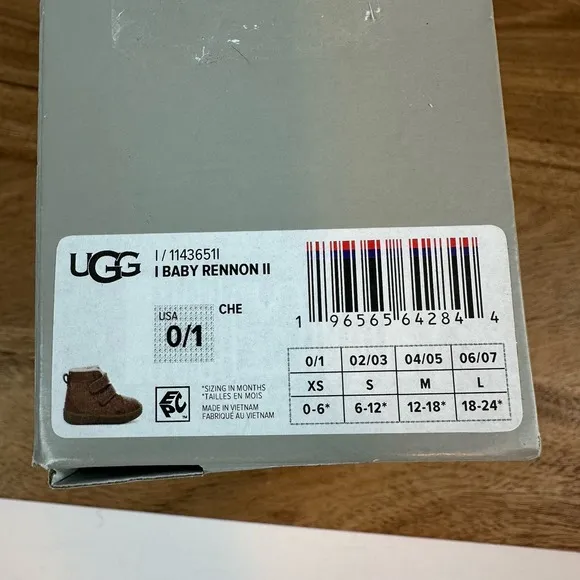 UGG
I / 1143651I
I BABY RENNON II
USA
0/1
CHE
*SIZING IN MONTHS
*TAILLES EN MOIS
MADE IN VIETNAM
FABRIQUÉ AU VIETNAM
EPC
1 96565 64284 4
0/1 02/03 04/05 06/07
XS S M L
0-6* 6-12* 12-18* 18-24*